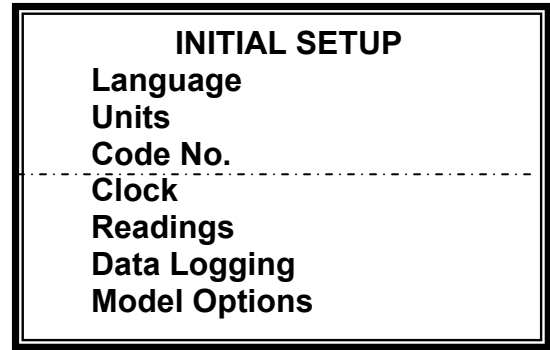 INITIAL SETUP
Language
Units
Code No.
Clock
Readings
Data Logging
Model Options